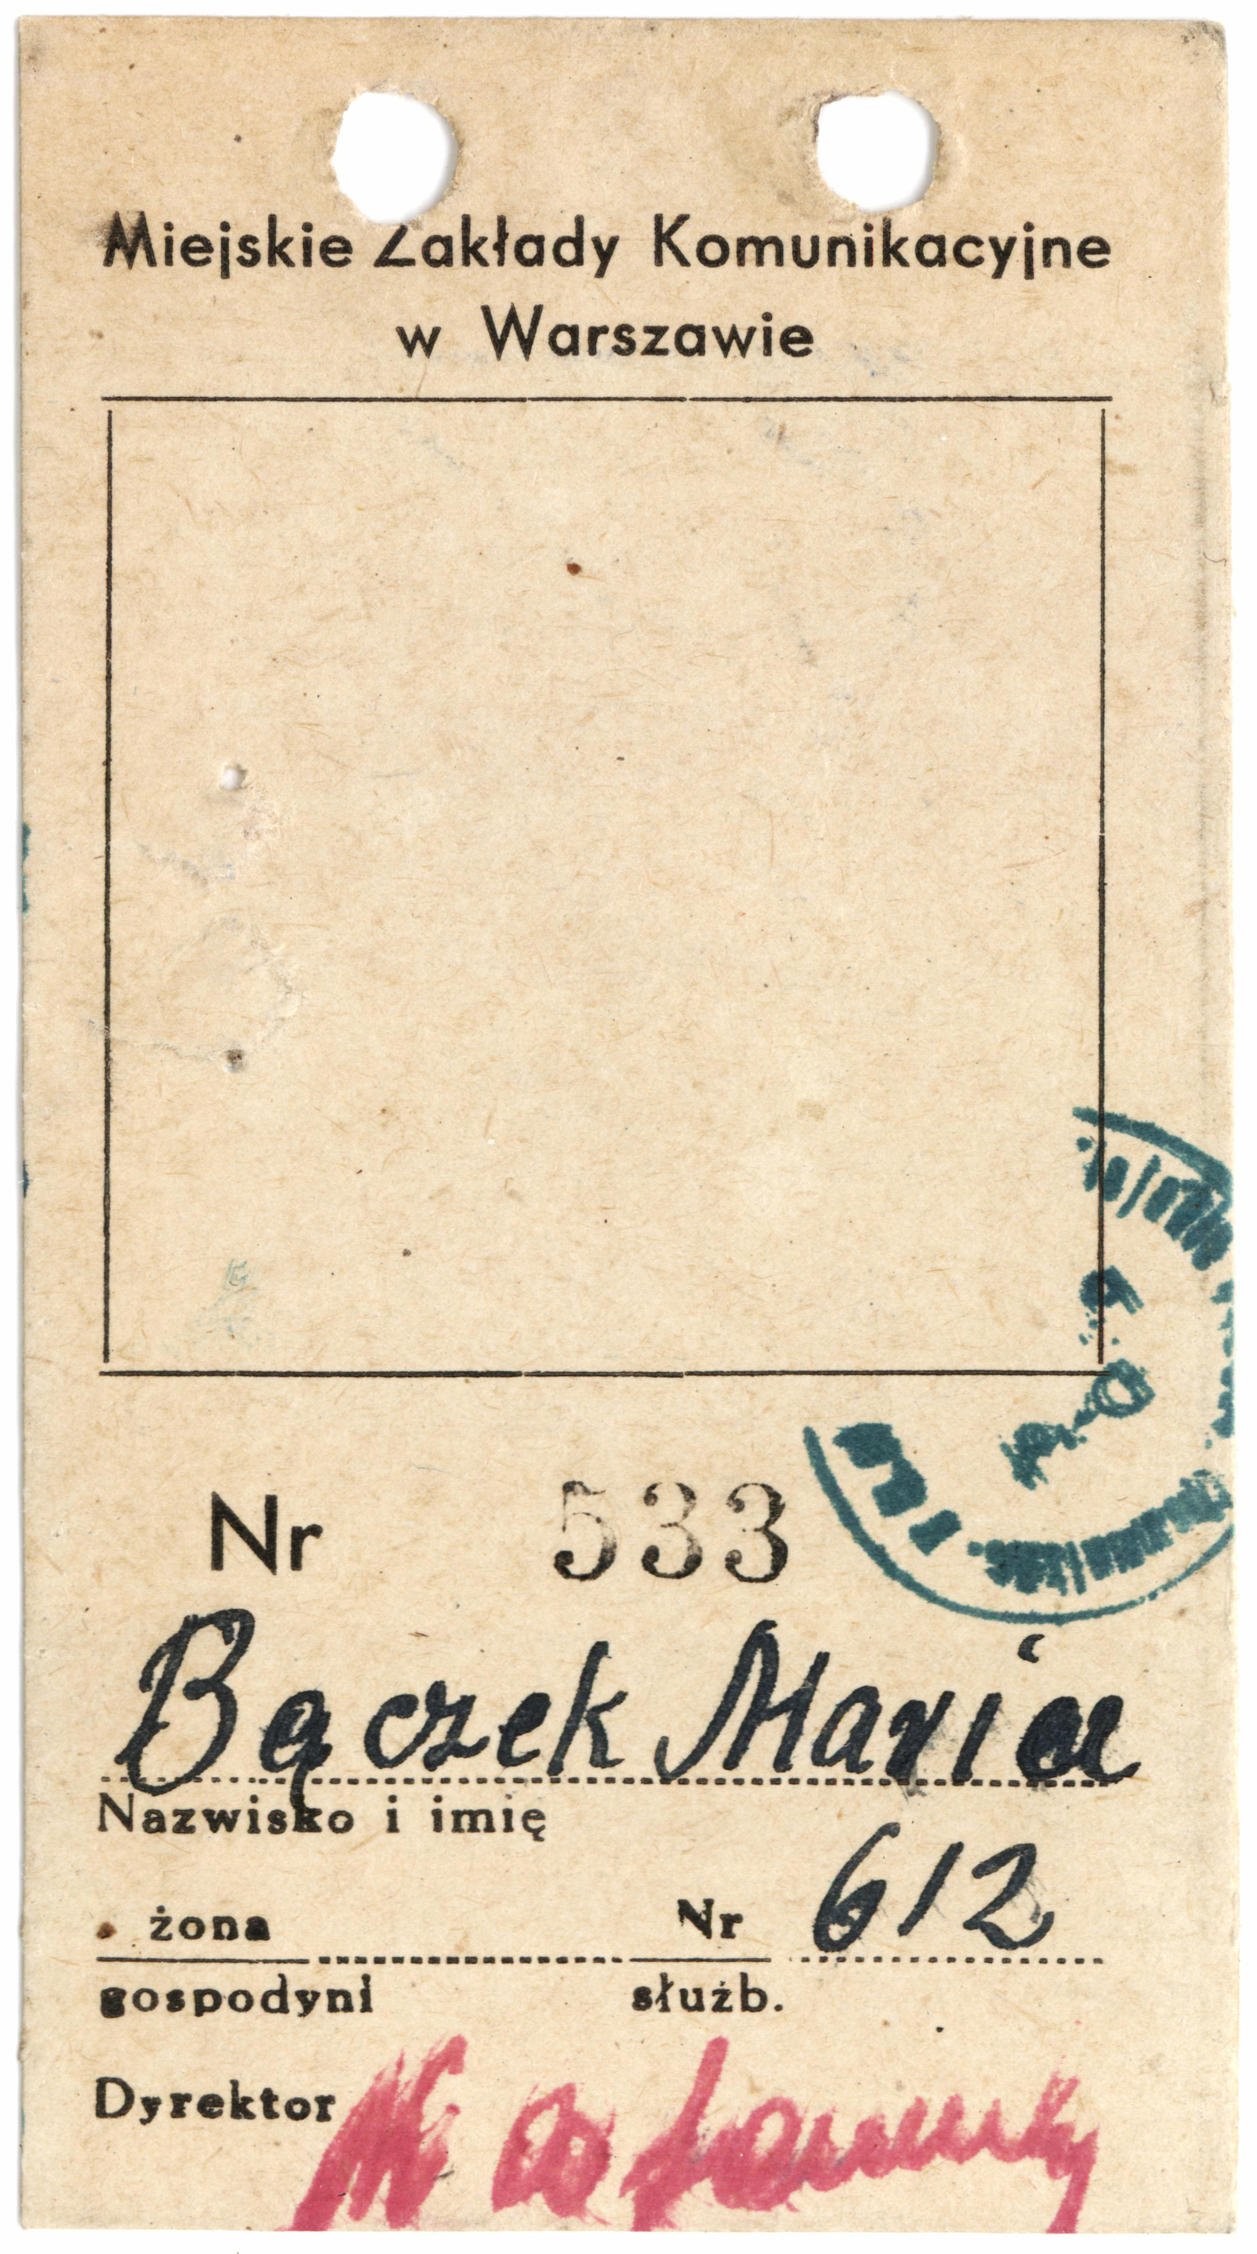 Miejskie Zakłady Komunikacyjne
w Warszawie
Nr 533
Bączek Maria
Nazwisko i imię
żona Nr 612
gospodyni służb.
Dyrektor